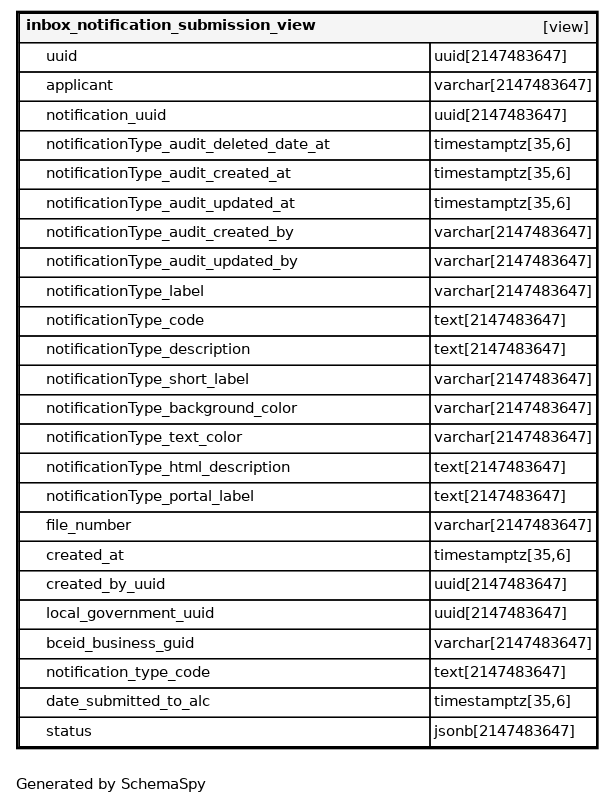 inbox_notification_submission_view [view]
uuid uuid[2147483647]
applicant varchar[2147483647]
notification_uuid uuid[2147483647]
notificationType_audit_deleted_date_at timestamptz[35,6]
notificationType_audit_created_at timestamptz[35,6]
notificationType_audit_updated_at timestamptz[35,6]
notificationType_audit_created_by varchar[2147483647]
notificationType_audit_updated_by varchar[2147483647]
notificationType_label varchar[2147483647]
notificationType_code text[2147483647]
notificationType_description text[2147483647]
notificationType_short_label varchar[2147483647]
notificationType_background_color varchar[2147483647]
notificationType_text_color varchar[2147483647]
notificationType_html_description text[2147483647]
notificationType_portal_label text[2147483647]
file_number varchar[2147483647]
created_at timestamptz[35,6]
created_by_uuid uuid[2147483647]
local_government_uuid uuid[2147483647]
bceid_business_guid varchar[2147483647]
notification_type_code text[2147483647]
date_submitted_to_alc timestamptz[35,6]
status jsonb[2147483647]
Generated by SchemaSpy